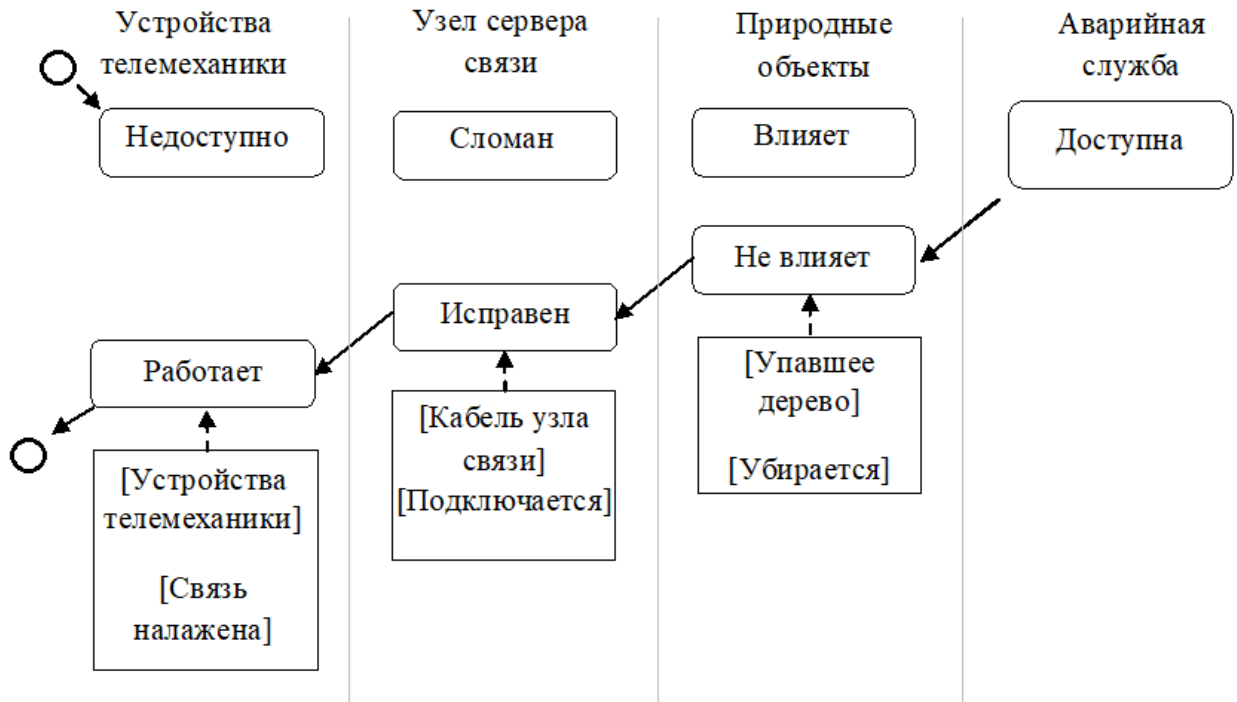 Устройства
телемеханики
Узел сервера
связи
Природные
объекты
Аварийная
служба
Недоступно
Сломан
Влияет
Доступна
Не влияет
Исправен
Работает
[Упавшее
дерево]
[Убирается]
[Кабель узла
связи]
[Подключается]
[Устройства
телемеханики]
[Связь
налажена]